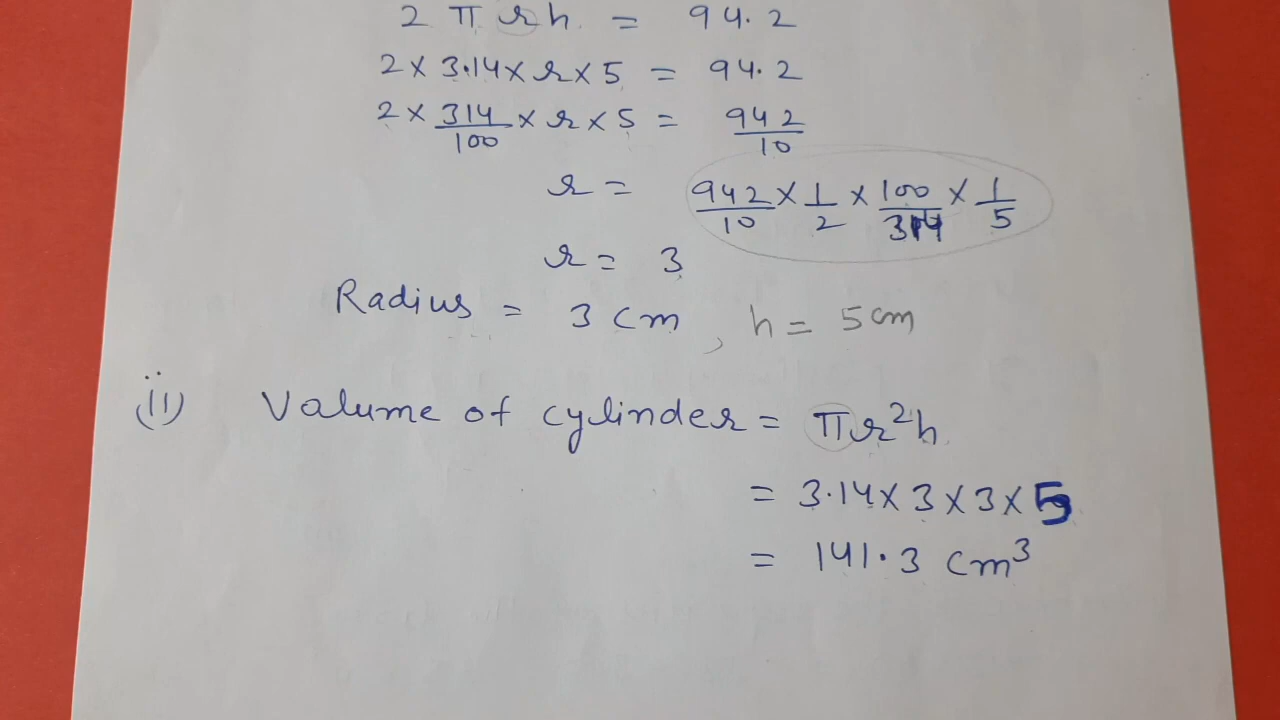 2 π r h = 94.2
2 × 3.14 × r × 5 = 94.2
2 × 314/100 × r × 5 = 942/10
r = 942/10 × 1/2 × 100/314 × 1/5
r = 3
Radius = 3 cm, h = 5 cm
(ii) Valume of cylinder = πr²h
= 3.14 × 3 × 3 × 5
= 141.3 cm³